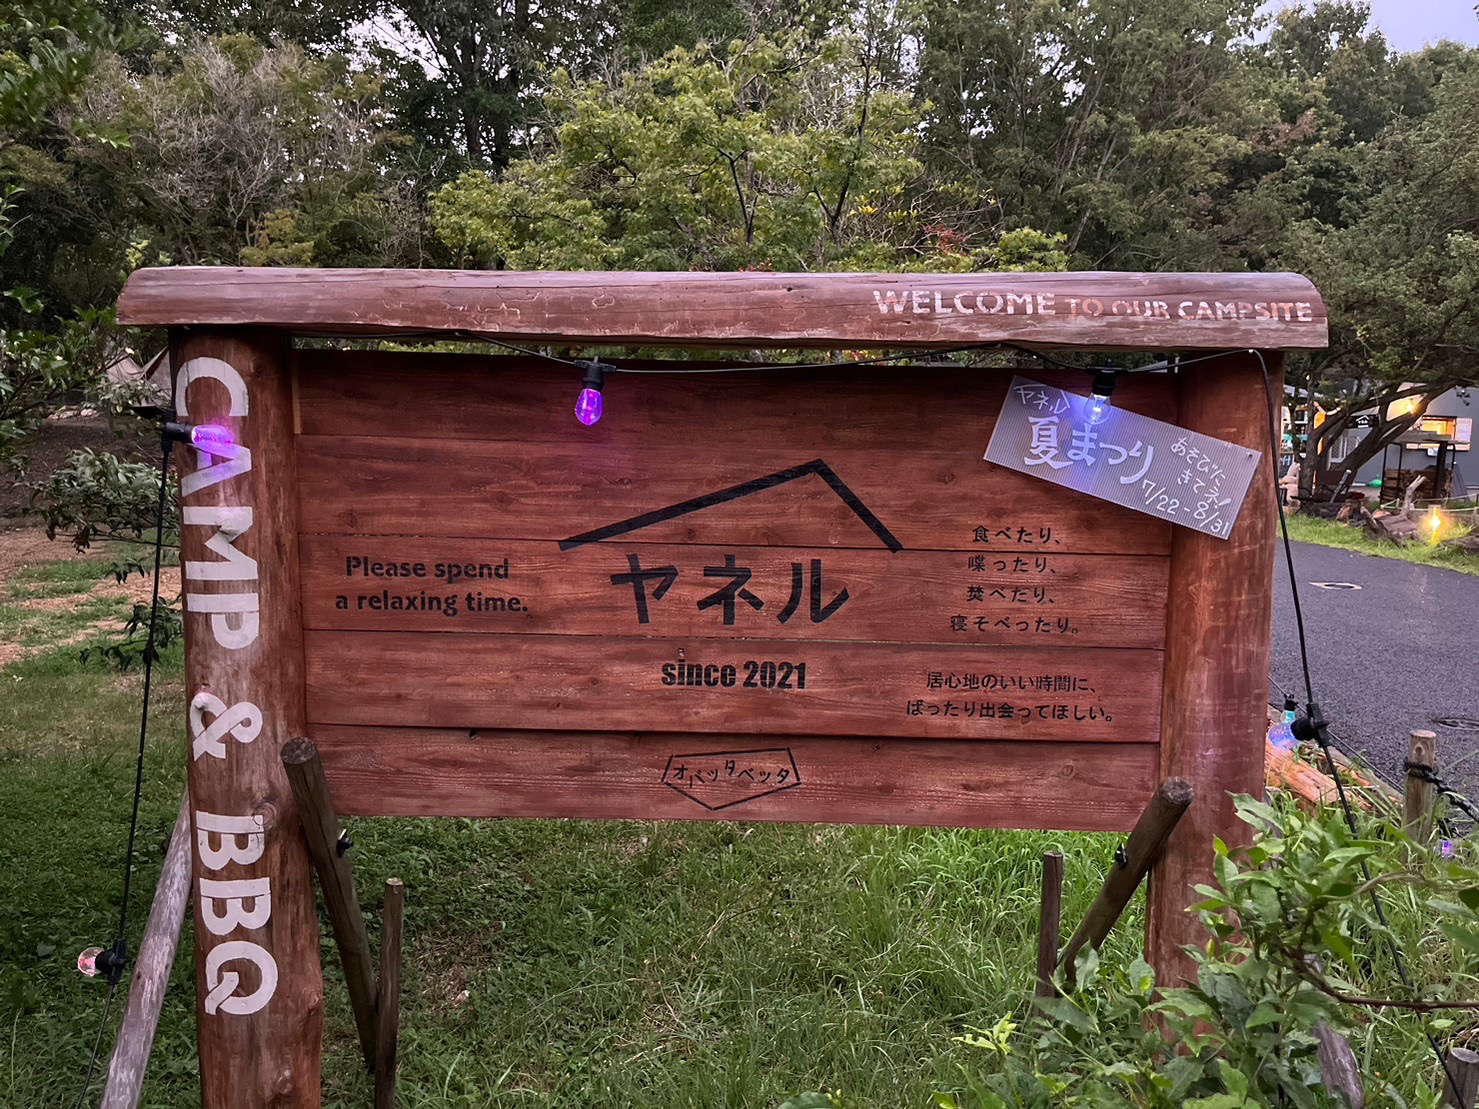 WELCOME TO OUR CAMPSITE
CAMP & BBQ
ヤネル
夏まつり
あそびに
きてネ!
7/22-8/31
Please spend
a relaxing time.
ヤネル
since 2021
食べたり、
喋ったり、
焚べたり、
寝そべったり。
居心地のいい時間に、
ばったり出会ってほしい。
オバッタベッタ